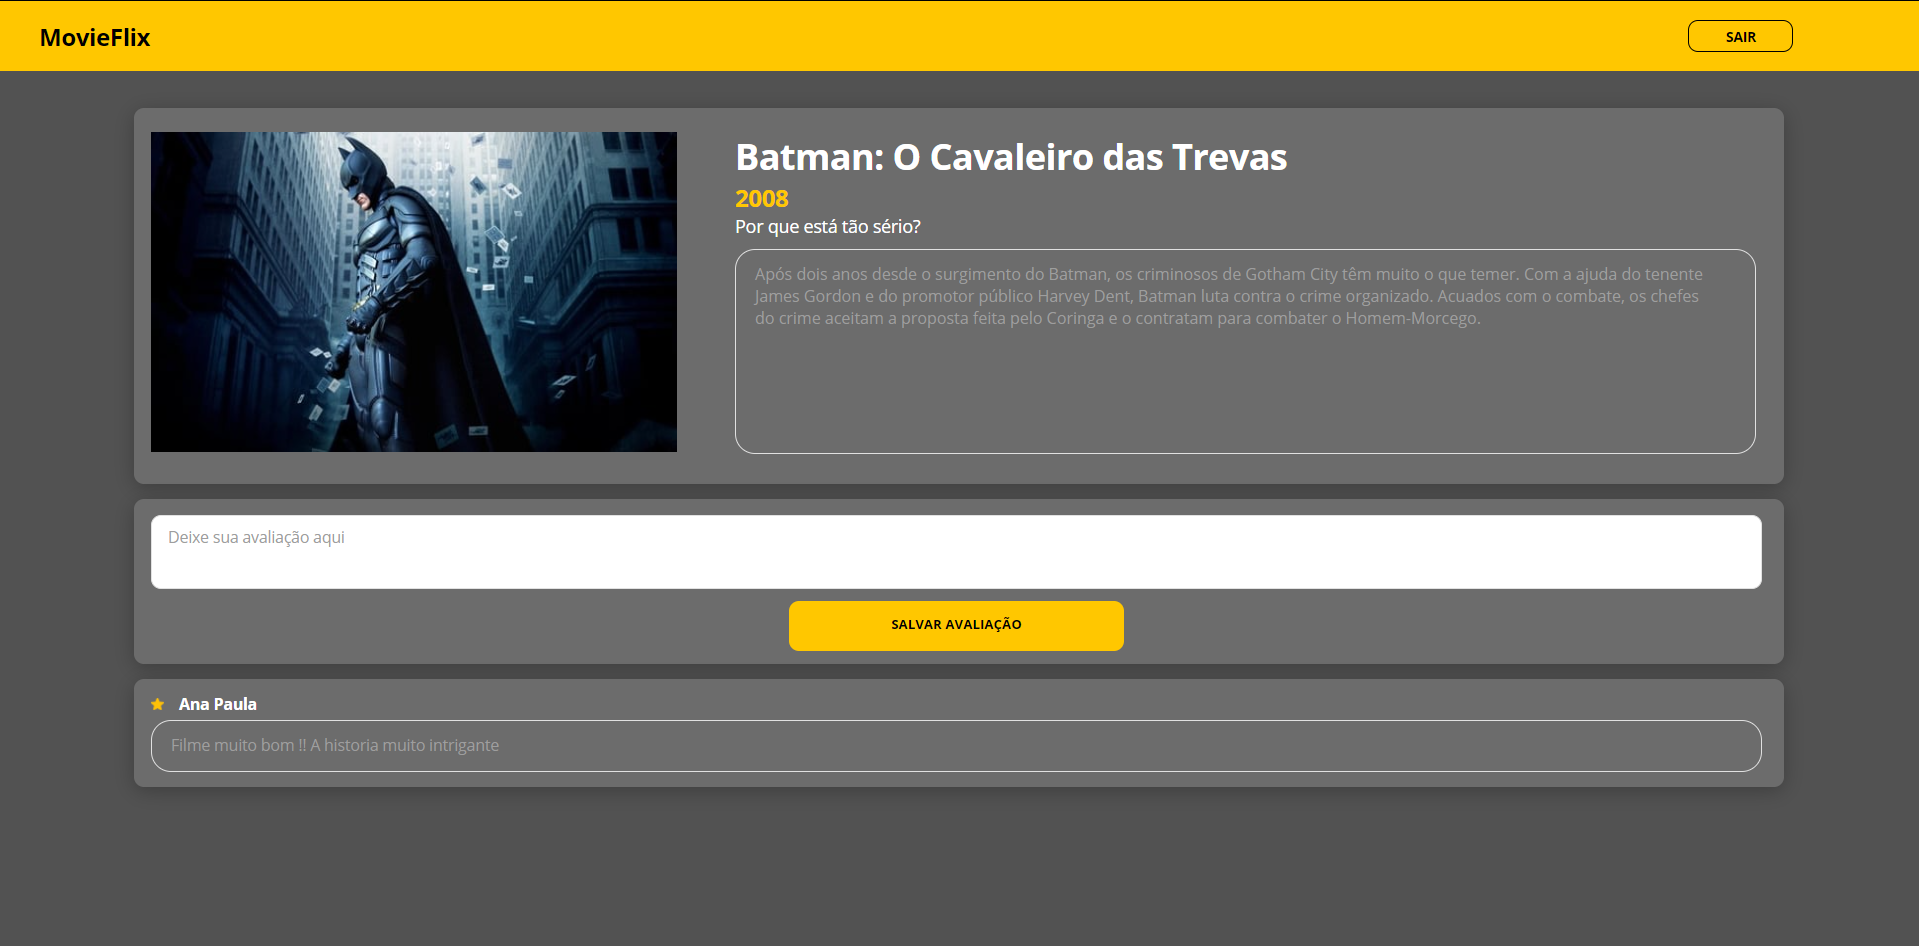 MovieFlix
SAIR
Batman: O Cavaleiro das Trevas
2008
Por que está tão sério?
Após dois anos desde o surgimento do Batman, os criminosos de Gotham City têm muito o que temer. Com a ajuda do tenente
James Gordon e do promotor público Harvey Dent, Batman luta contra o crime organizado. Acuados com o combate, os chefes
do crime aceitam a proposta feita pelo Coringa e o contratam para combater o Homem-Morcego.
Deixe sua avaliação aqui
SALVAR AVALIAÇÃO
Ana Paula
Filme muito bom !! A historia muito intrigante